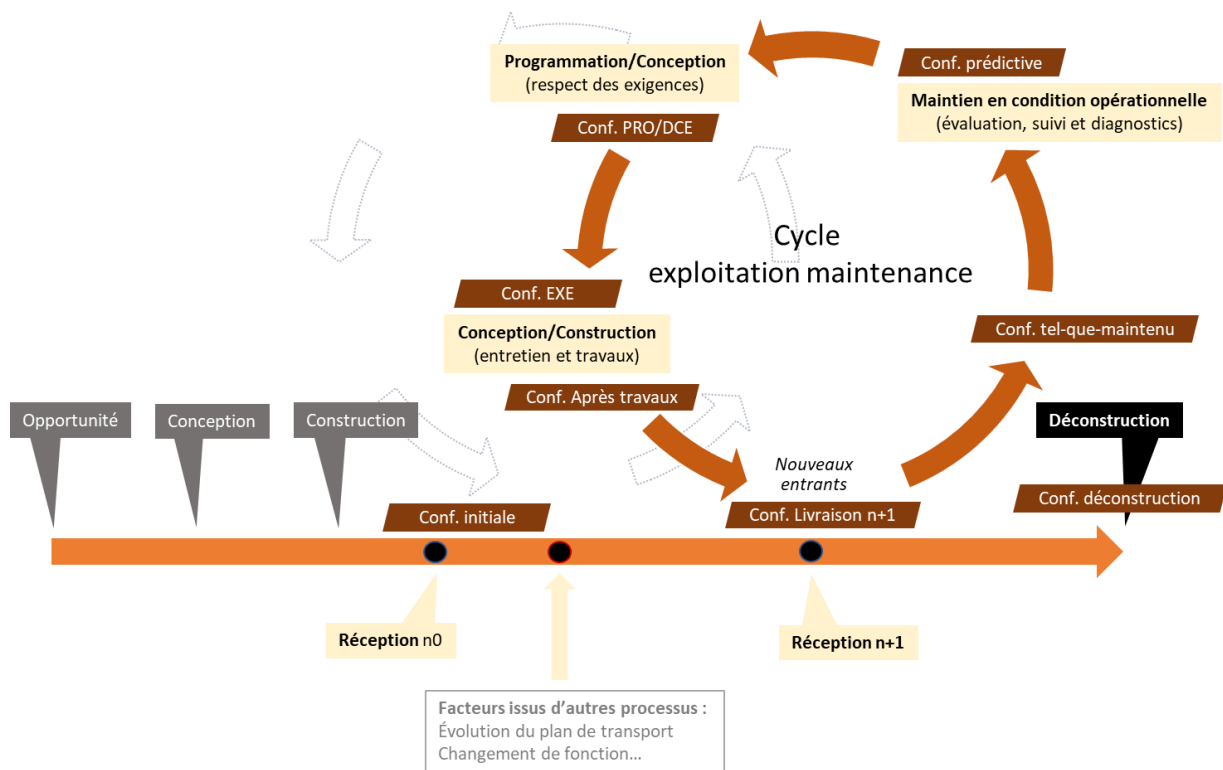 Programmation/Conception
(respect des exigences)
Conf. PRO/DCE
Conf. prédictive
Maintien en condition opérationnelle
(évaluation, suivi et diagnostics)
Cycle
exploitation maintenance
Conf. EXE
Conception/Construction
(entretien et travaux)
Conf. Après travaux
Conf. tel-que-maintenu
Opportunité
Conception
Construction
Déconstruction
Nouveaux
entrants
Conf. initiale
Conf. Livraison n+1
Conf. déconstruction
Réception n0
Réception n+1
Facteurs issus d’autres processus :
Évolution du plan de transport
Changement de fonction…